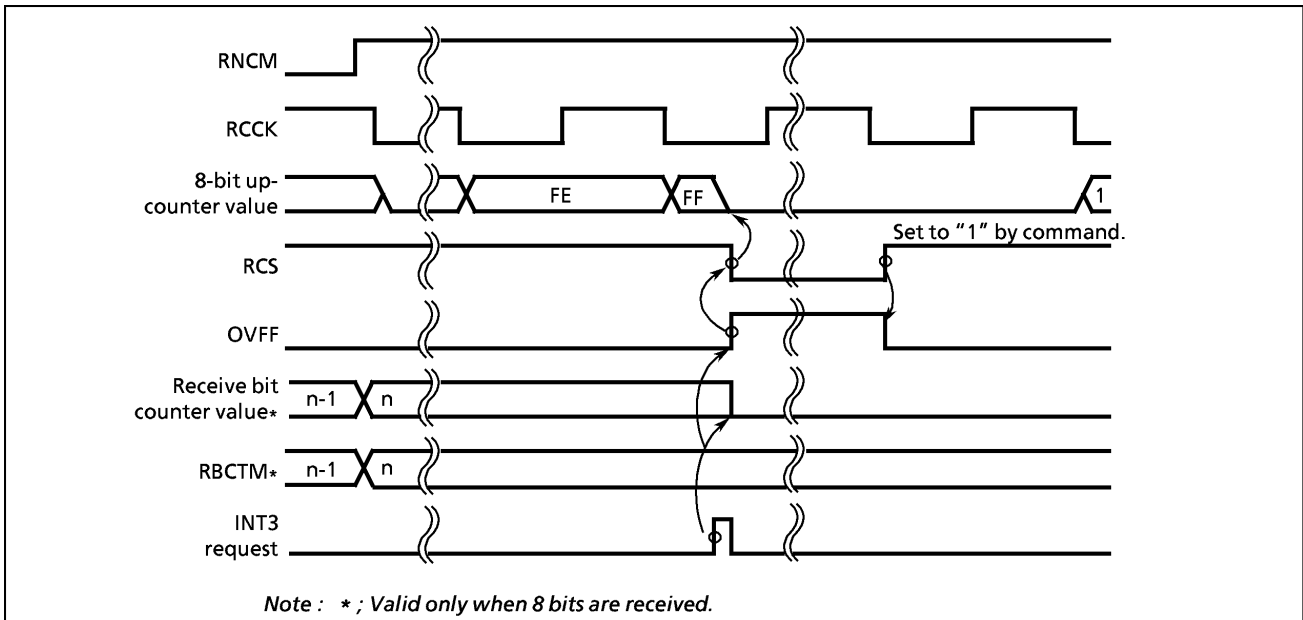 RNCM
RCCK
8-bit up-
counter value
FE
FF
1
Set to "1" by command.
RCS
OVFF
Receive bit
counter value*
n-1
n
RBCTM*
n-1
n
INT3
request
Note : * ; Valid only when 8 bits are received.